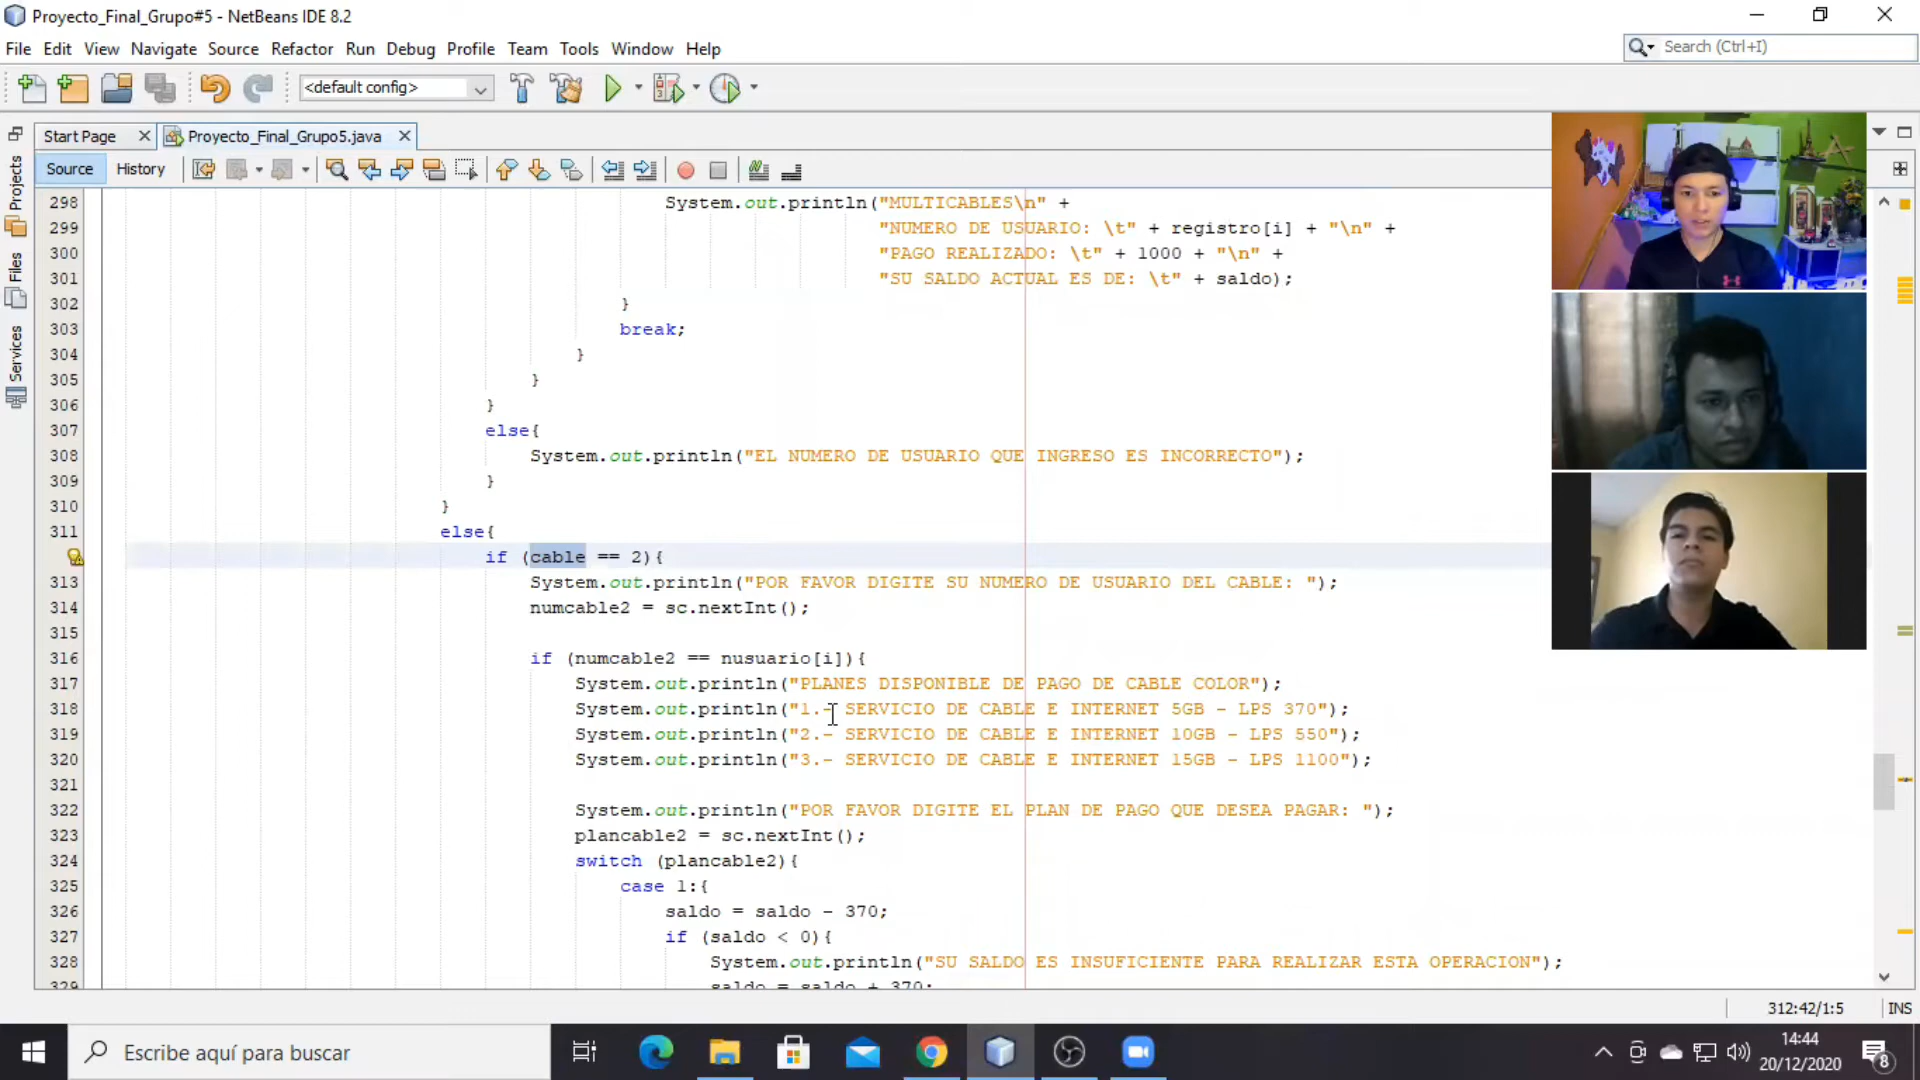 Proyecto_Final_Grupo#5 - NetBeans IDE 8.2
File Edit View Navigate Source Refactor Run Debug Profile Team Tools Window Help
Search (Ctrl+I)
<default config>
Start Page
Proyecto_Final_Grupo5.java
Source
History
Projects
Files
Services
298 System.out.println("MULTICABLES\n" +
299 "NUMERO DE USUARIO: \t" + registro[i] + "\n" +
300 "PAGO REALIZADO: \t" + 1000 + "\n" +
301 "SU SALDO ACTUAL ES DE: \t" + saldo);
302 }
303 break;
304 }
305 }
306 }
307 else{
308 System.out.println("EL NUMERO DE USUARIO QUE INGRESO ES INCORRECTO");
309 }
310 }
311 else{
if (cable == 2){
313 System.out.println("POR FAVOR DIGITE SU NUMERO DE USUARIO DEL CABLE: ");
314 numcable2 = sc.nextInt();
315
316 if (numcable2 == nusuario[i]){
317 System.out.println("PLANES DISPONIBLE DE PAGO DE CABLE COLOR");
318 System.out.println("1.- SERVICIO DE CABLE E INTERNET 5GB - LPS 370");
319 System.out.println("2.- SERVICIO DE CABLE E INTERNET 10GB - LPS 550");
320 System.out.println("3.- SERVICIO DE CABLE E INTERNET 15GB - LPS 1100");
321
322 System.out.println("POR FAVOR DIGITE EL PLAN DE PAGO QUE DESEA PAGAR: ");
323 plancable2 = sc.nextInt();
324 switch (plancable2){
325 case 1:{
326 saldo = saldo - 370;
327 if (saldo < 0){
328 System.out.println("SU SALDO ES INSUFICIENTE PARA REALIZAR ESTA OPERACION");
329 saldo = saldo + 370;
312:42/1:5 INS
Escribe aquí para buscar
14:44
20/12/2020
8